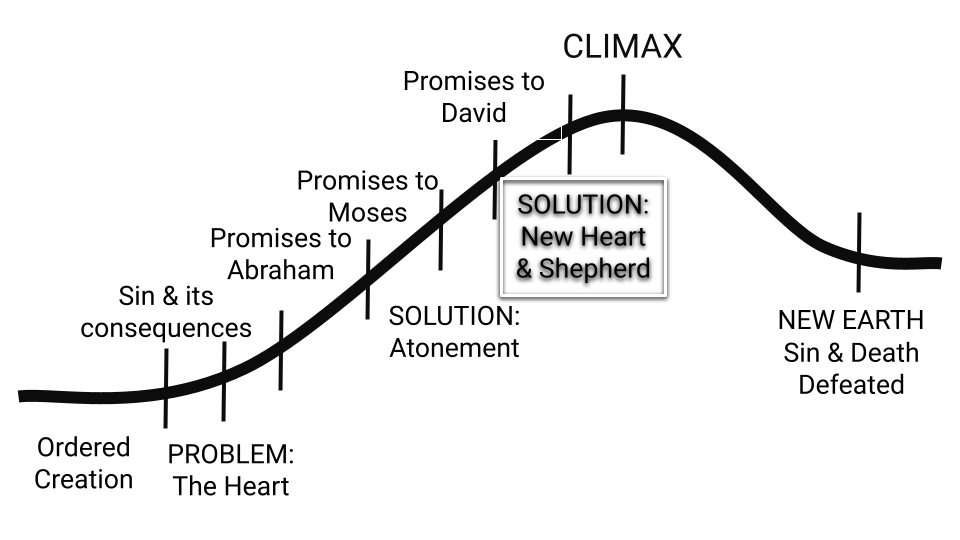 CLIMAX
Promises to
David
Promises to
Moses
SOLUTION:
New Heart
& Shepherd
Promises to
Abraham
Sin & its
consequences
SOLUTION:
Atonement
NEW EARTH
Sin & Death
Defeated
Ordered
Creation
PROBLEM:
The Heart